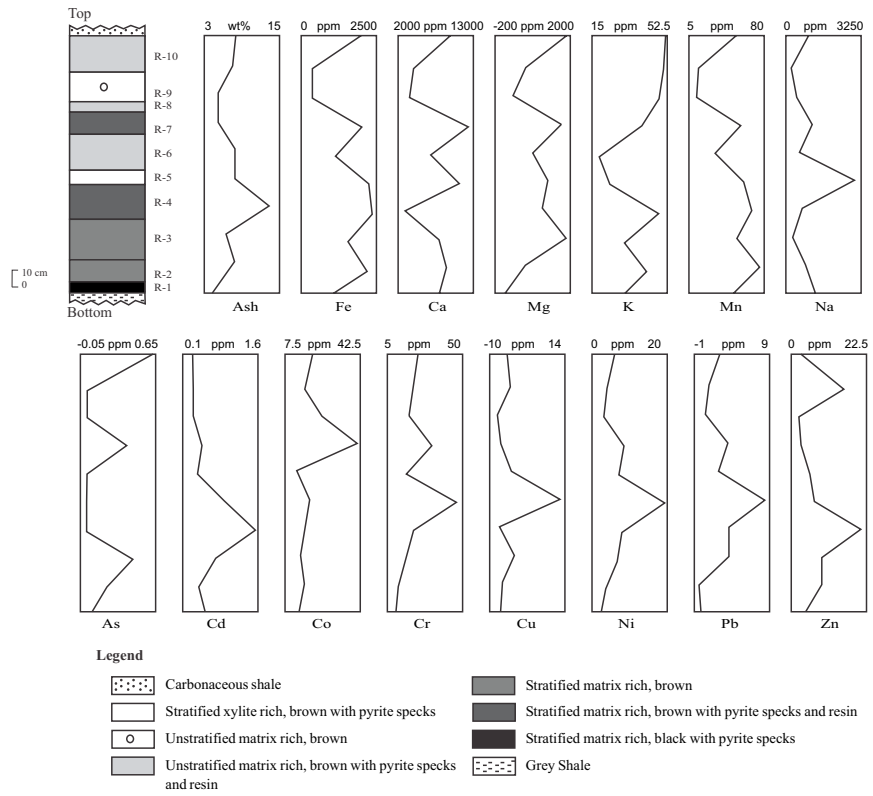 Top
R-10
R-9
R-8
R-7
R-6
R-5
R-4
R-3
R-2
R-1
10 cm
0
Bottom
3 wt% 15
Ash
0 ppm 2500
Fe
2000 ppm 13000
Ca
-200 ppm 2000
Mg
15 ppm 52.5
K
5 ppm 80
Mn
0 ppm 3250
Na
-0.05 ppm 0.65
As
0.1 ppm 1.6
Cd
7.5 ppm 42.5
Co
5 ppm 50
Cr
-10 ppm 14
Cu
0 ppm 20
Ni
-1 ppm 9
Pb
0 ppm 22.5
Zn
Legend
Carbonaceous shale
Stratified xylite rich, brown with pyrite specks
Unstratified matrix rich, brown
Unstratified matrix rich, brown with pyrite specks
and resin
Stratified matrix rich, brown
Stratified matrix rich, brown with pyrite specks and resin
Stratified matrix rich, black with pyrite specks
Grey Shale